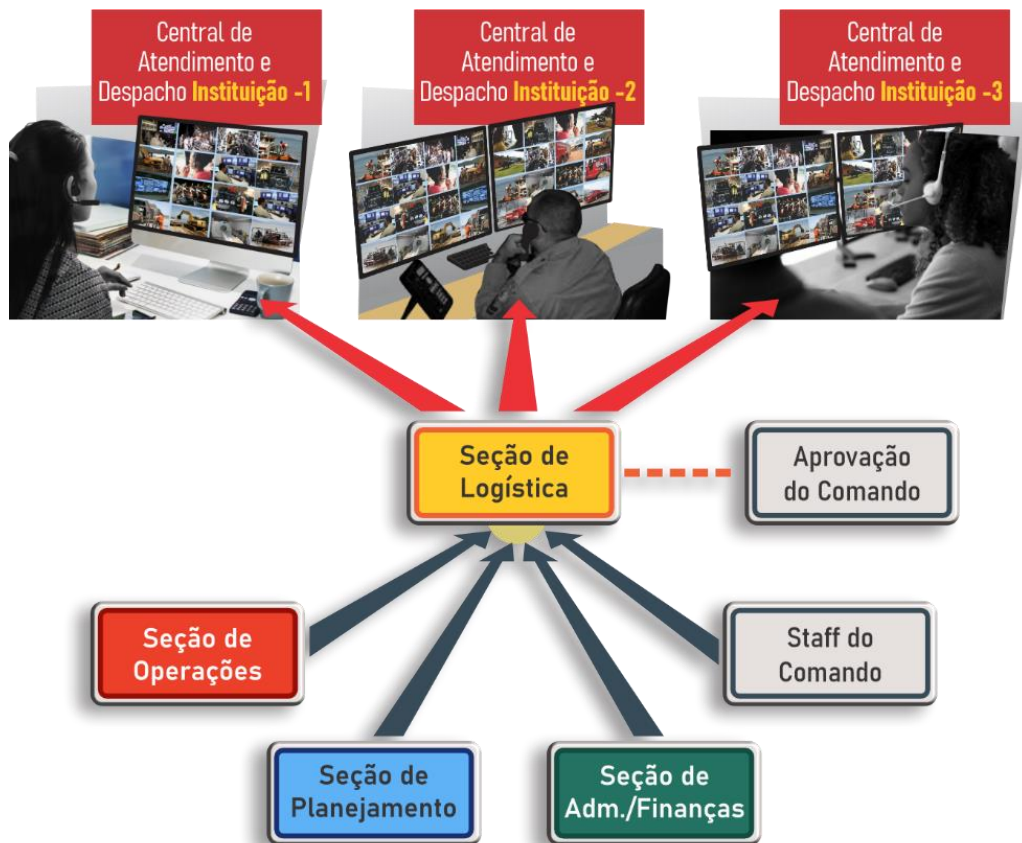 Central de
Atendimento e
Despacho Instituição -1
Central de
Atendimento e
Despacho Instituição -2
Central de
Atendimento e
Despacho Instituição -3
Seção de
Logística
Aprovação
do Comando
Seção de
Operações
Staff do
Comando
Seção de
Planejamento
Seção de
Adm./Finanças